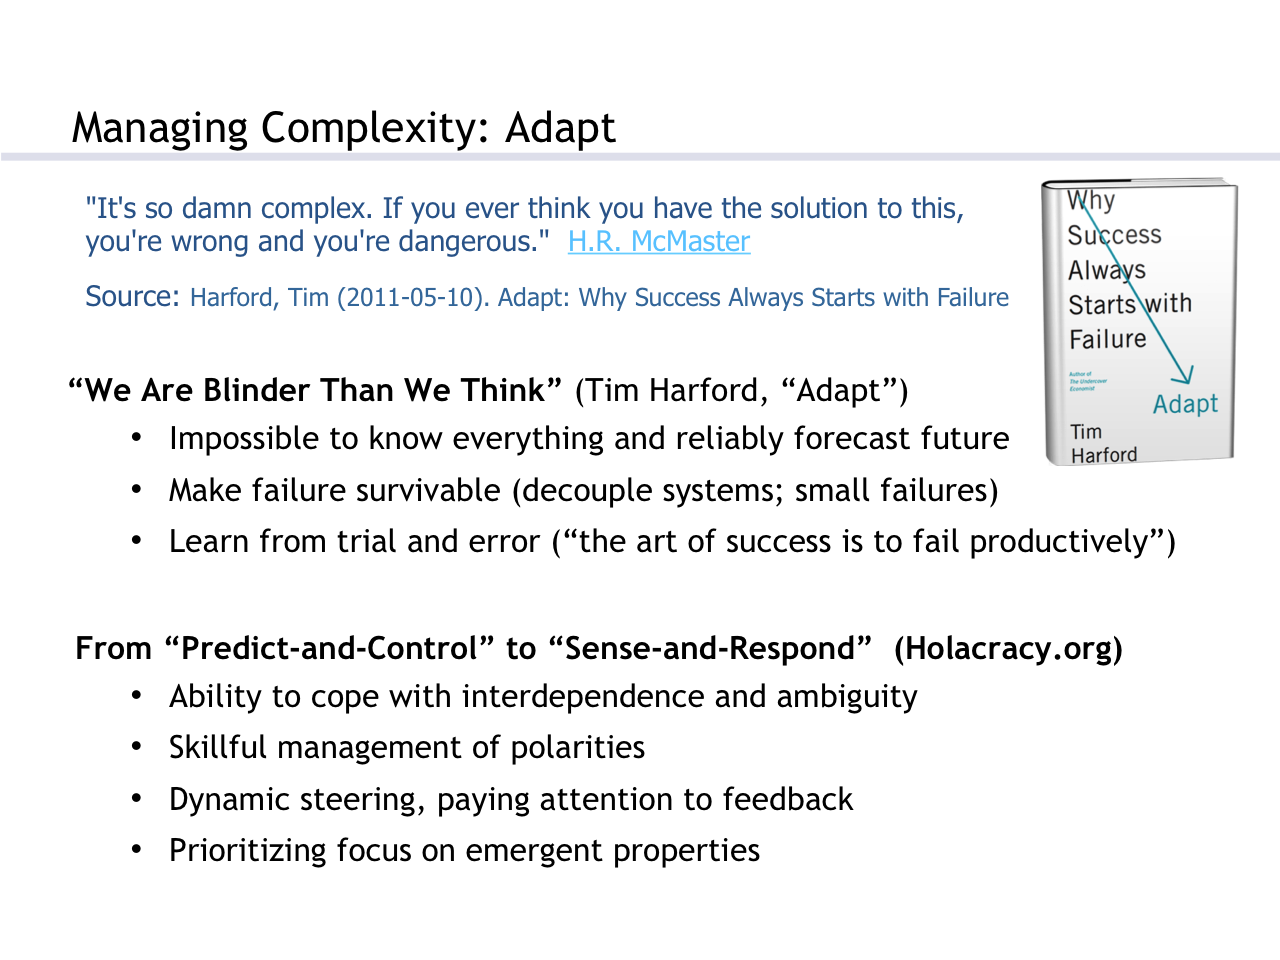 Managing Complexity: Adapt
"It's so damn complex. If you ever think you have the solution to this,
you're wrong and you're dangerous."  H.R. McMaster
Source: Harford, Tim (2011-05-10). Adapt: Why Success Always Starts with Failure
Why
Success
Always
Starts with
Failure
Author of
The Undercover
Economist
Adapt
Tim
Harford
“We Are Blinder Than We Think” (Tim Harford, “Adapt”)
• Impossible to know everything and reliably forecast future
• Make failure survivable (decouple systems; small failures)
• Learn from trial and error (“the art of success is to fail productively”)
From “Predict-and-Control” to “Sense-and-Respond”  (Holacracy.org)
• Ability to cope with interdependence and ambiguity
• Skillful management of polarities
• Dynamic steering, paying attention to feedback
• Prioritizing focus on emergent properties